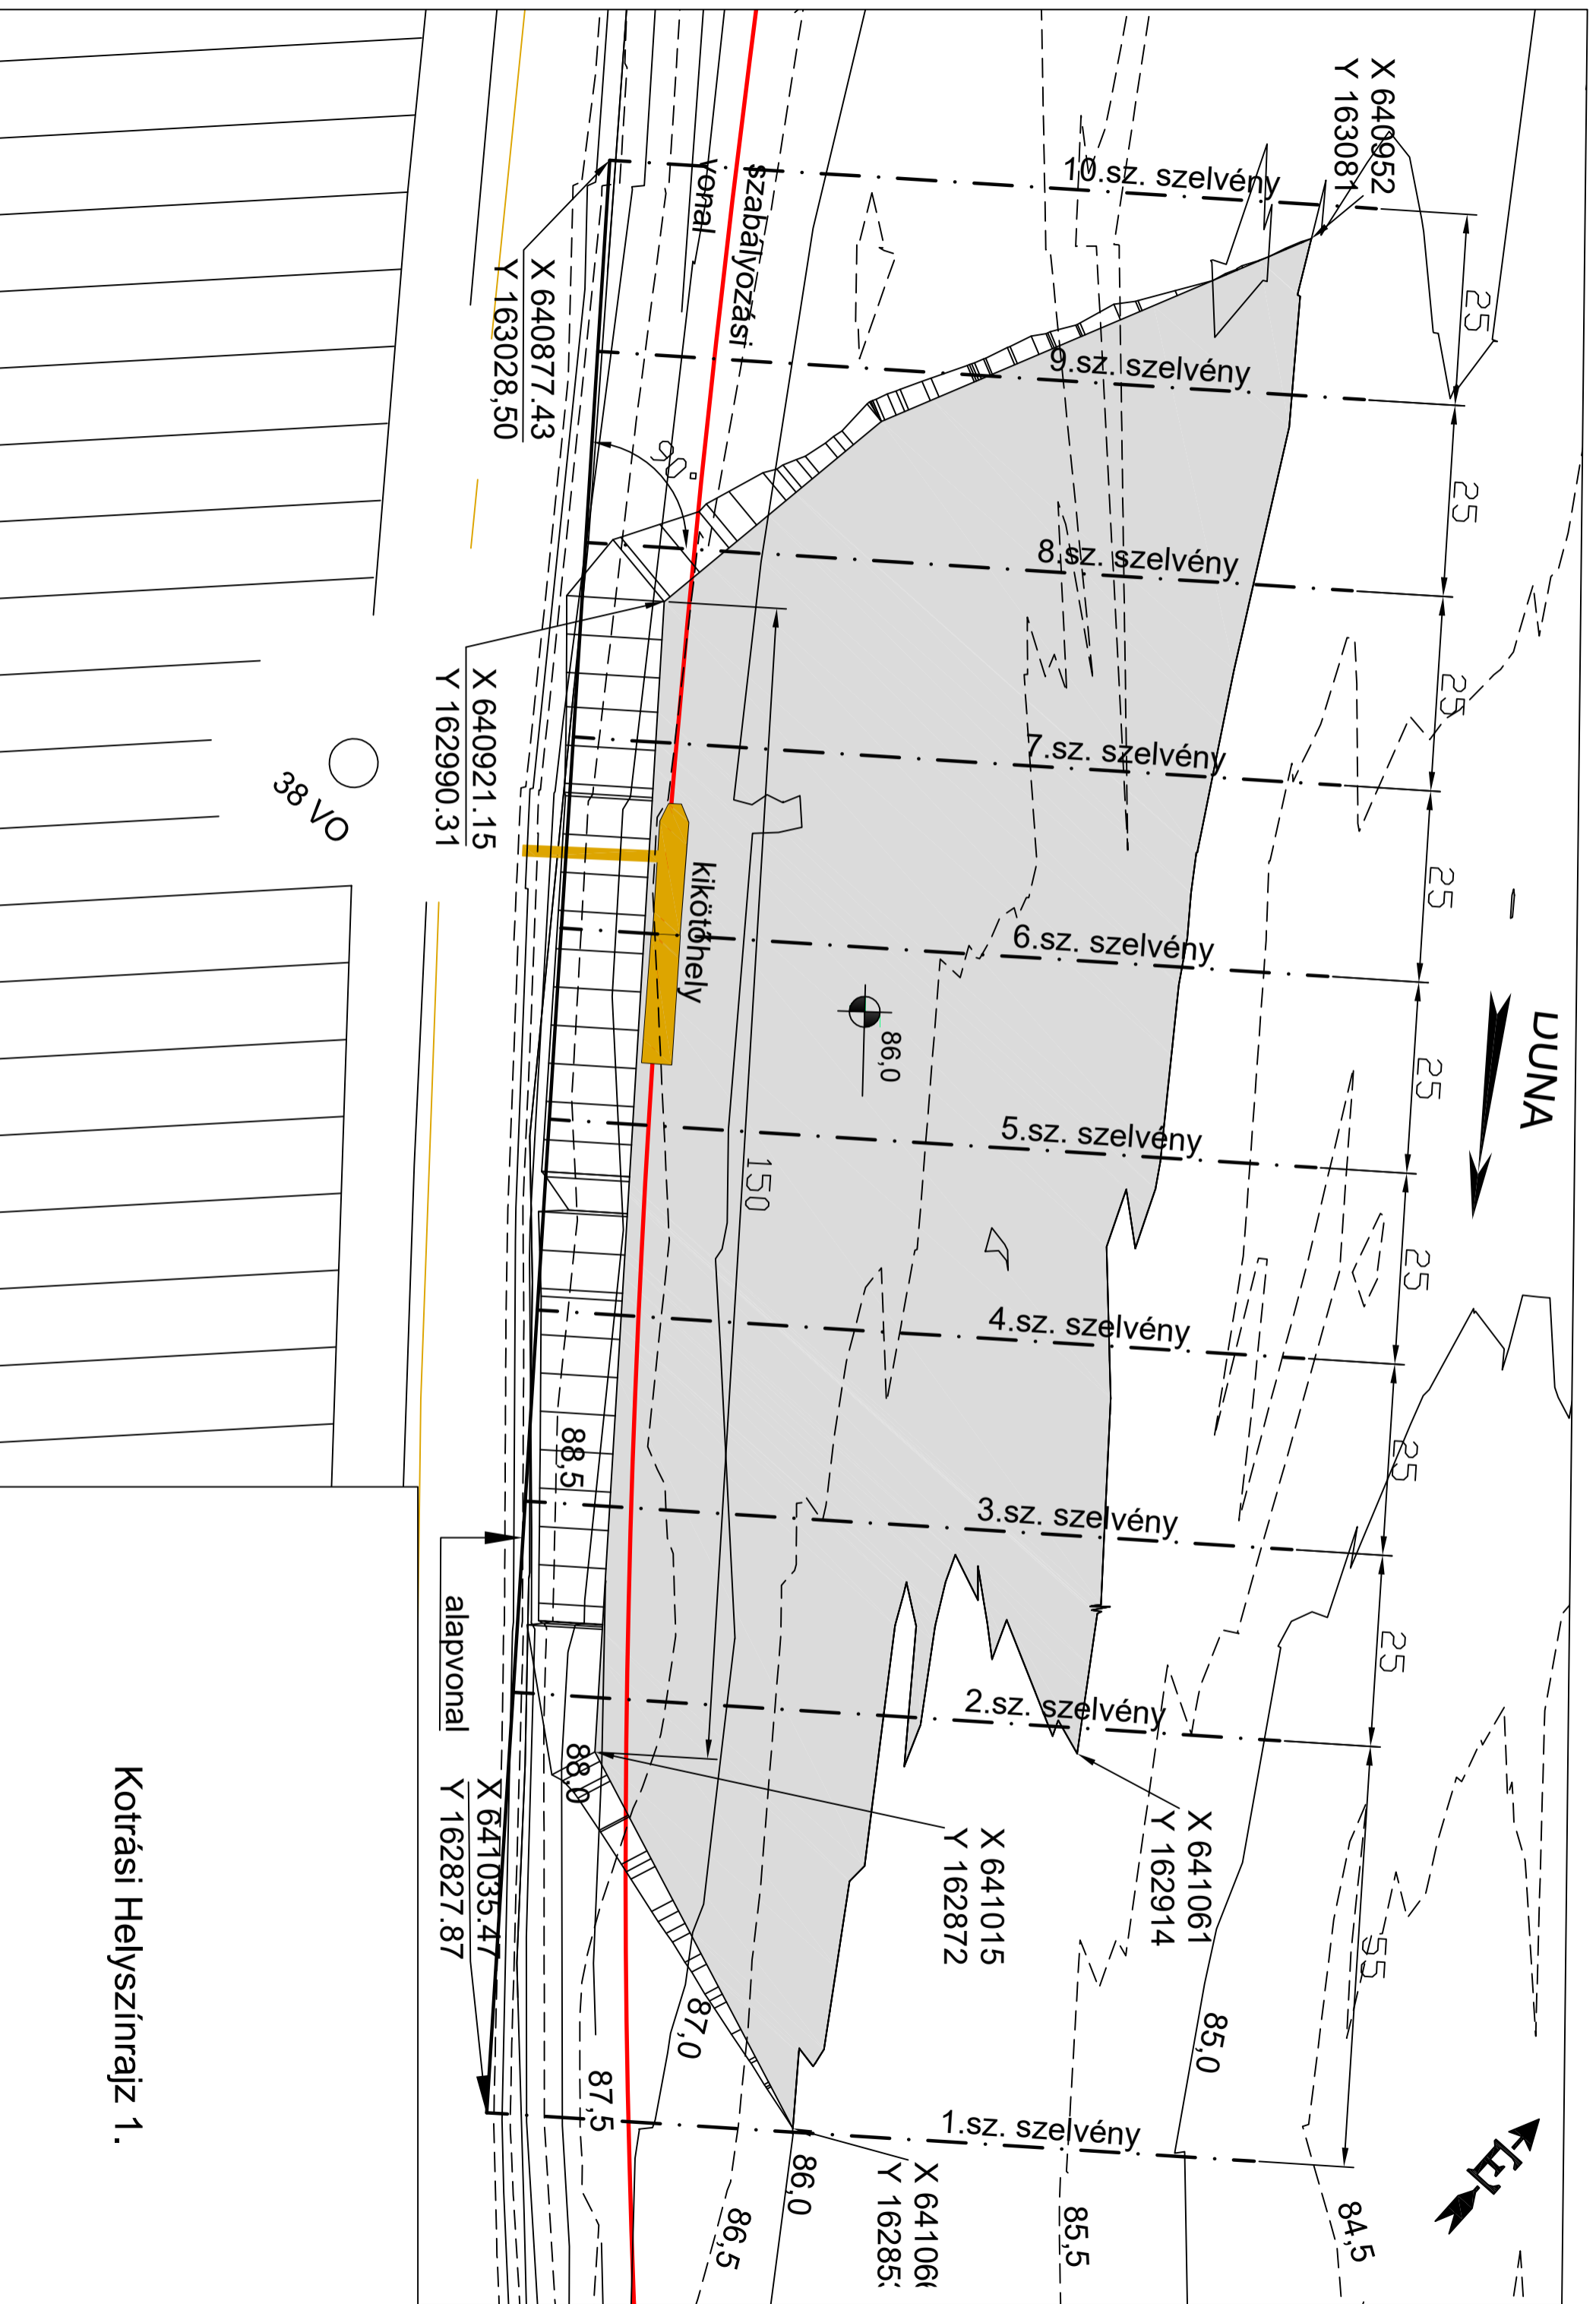 X 640952
Y 163081
10.sz. szelvény
szabályozási
vonal
25
X 640877.43
Y 163028,50
9.sz. szelvény
25
90°
8.sz. szelvény
25
X 640921.15
Y 162990.31
7.sz. szelvény
38 VO
25
kikötőhely
6.sz. szelvény
86,0
DUNA
25
5.sz. szelvény
150
25
4.sz. szelvény
88,5
25
3.sz. szelvény
alapvonal
25
2.sz. szelvény
88,0
X 641035.47
Y 162827.87
X 641015
Y 162872
X 641061
Y 162914
55
87,0
85,0
87,5
1.sz. szelvény
86,0
X 64106
Y 16285
86,5
85,5
84,5
É
Kotrási Helyszínrajz 1.